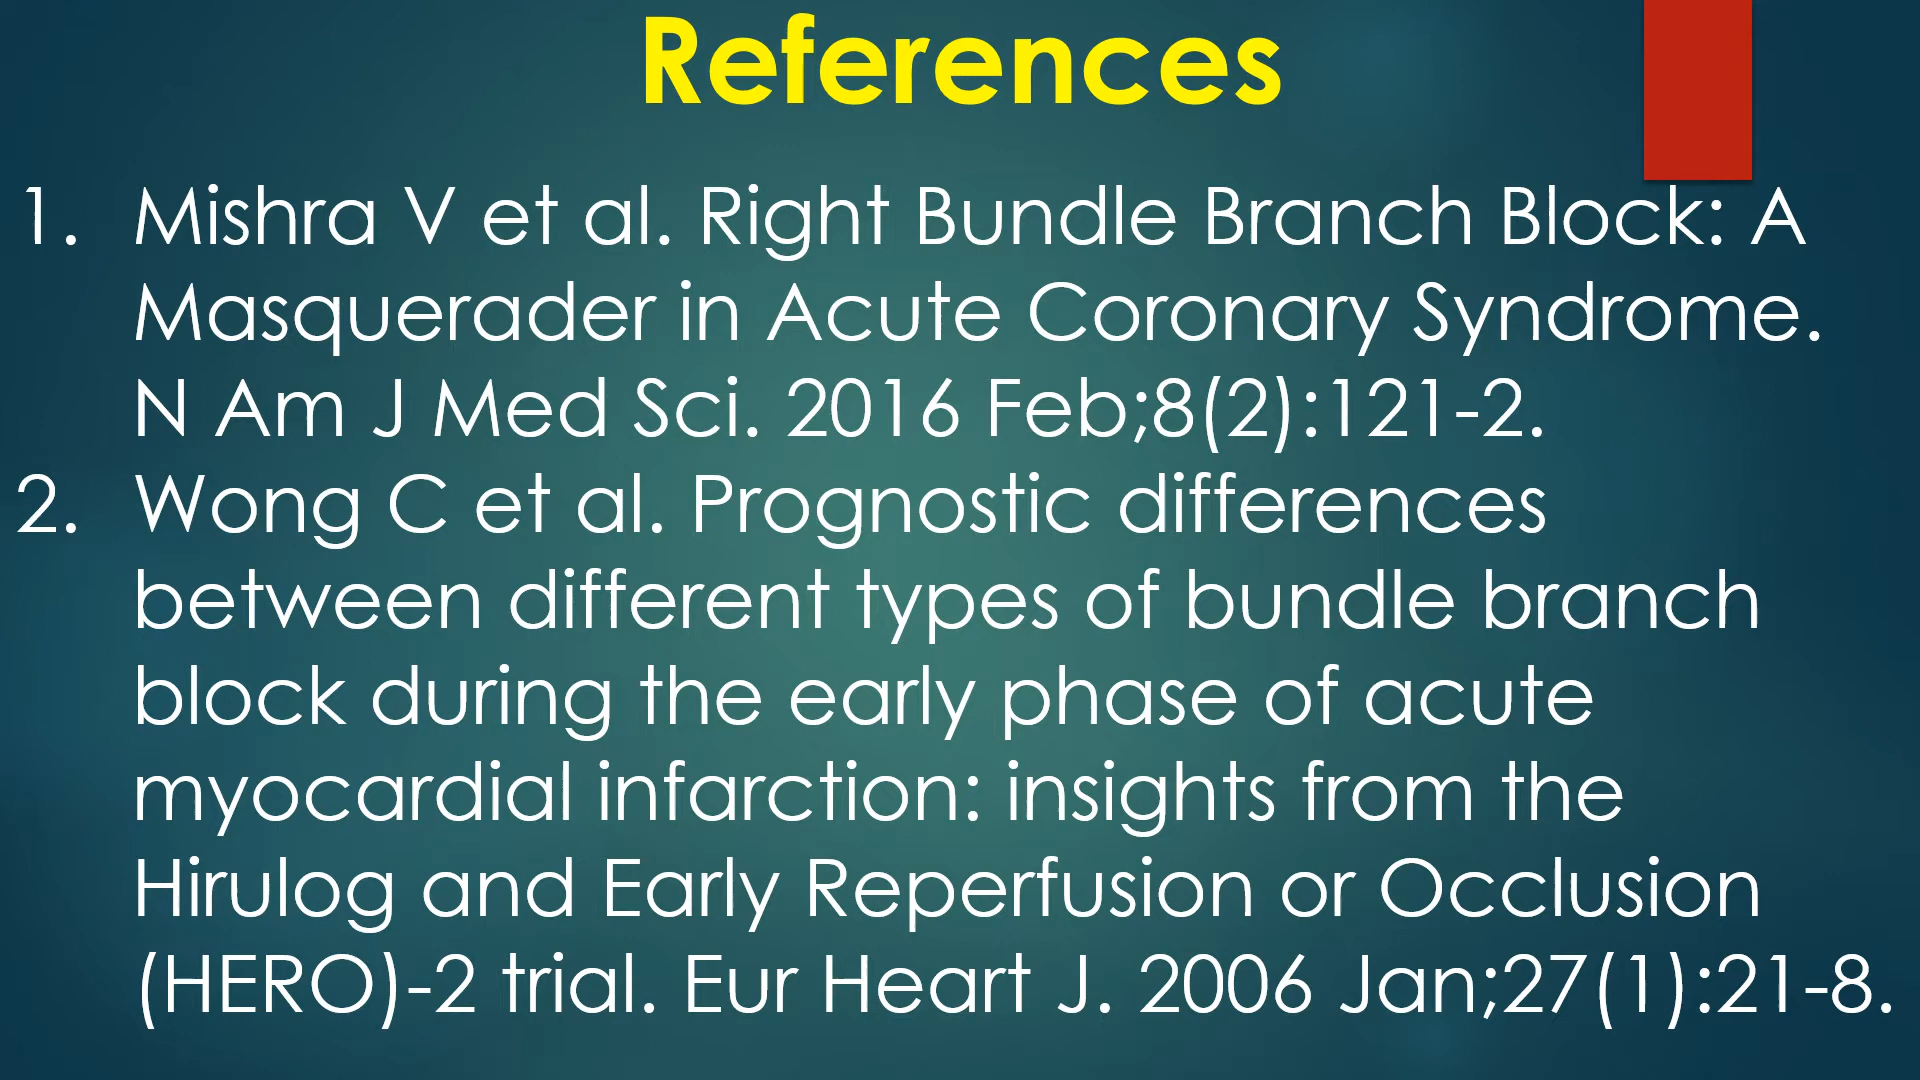 References
1. Mishra V et al. Right Bundle Branch Block: A
Masquerader in Acute Coronary Syndrome.
N Am J Med Sci. 2016 Feb;8(2):121-2.
2. Wong C et al. Prognostic differences
between different types of bundle branch
block during the early phase of acute
myocardial infarction: insights from the
Hirulog and Early Reperfusion or Occlusion
(HERO)-2 trial. Eur Heart J. 2006 Jan;27(1):21-8.